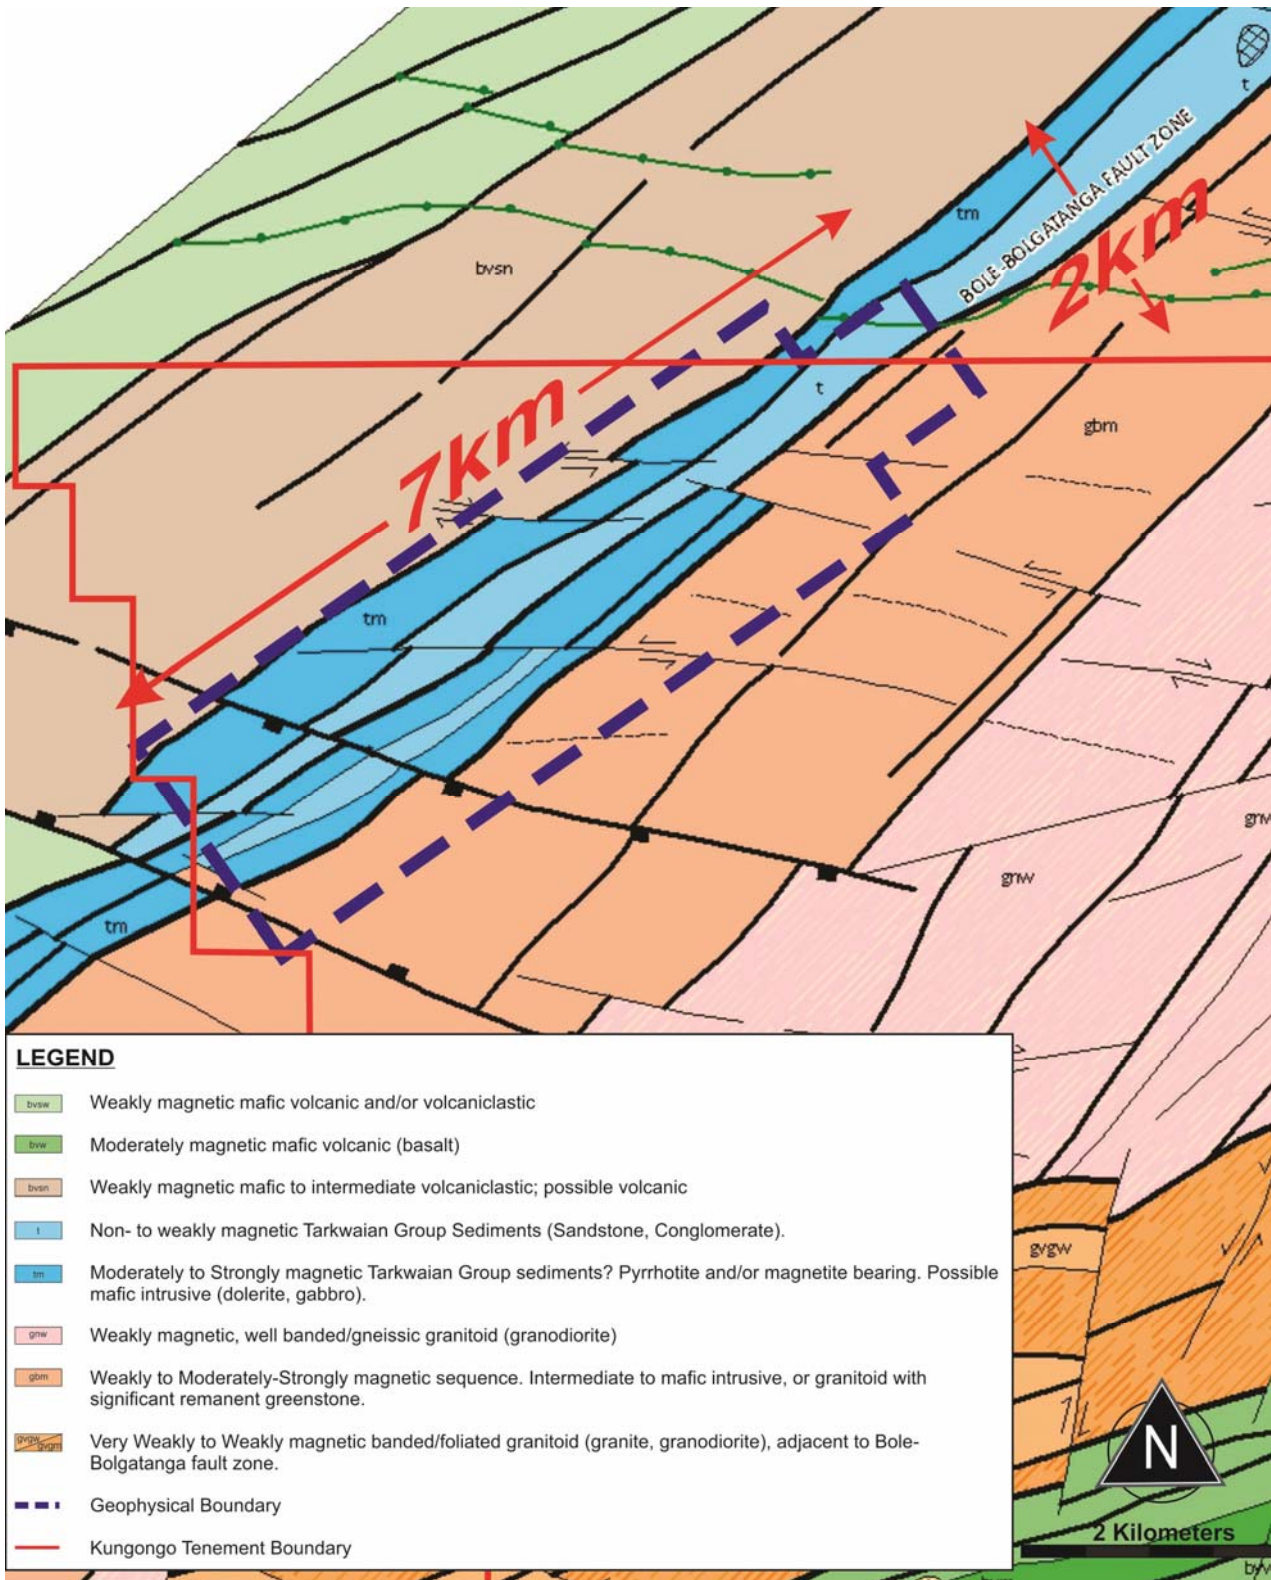 t
BOLE-BOLGATANGA FAULT ZONE
tm
2km
bvsn
t
7km
gbm
tm
gnw
gnw
tm
LEGEND
bvsw Weakly magnetic mafic volcanic and/or volcaniclastic
bvw Moderately magnetic mafic volcanic (basalt)
bvsn Weakly magnetic mafic to intermediate volcaniclastic; possible volcanic
t Non- to weakly magnetic Tarkwaian Group Sediments (Sandstone, Conglomerate).
tm Moderately to Strongly magnetic Tarkwaian Group sediments? Pyrrhotite and/or magnetite bearing. Possible
mafic intrusive (dolerite, gabbro).
gnw Weakly magnetic, well banded/gneissic granitoid (granodiorite)
gbm Weakly to Moderately-Strongly magnetic sequence. Intermediate to mafic intrusive, or granitoid with
significant remanent greenstone.
gvgw gvgm Very Weakly to Weakly magnetic banded/foliated granitoid (granite, granodiorite), adjacent to Bole-
Bolgatanga fault zone.
Geophysical Boundary
Kungongo Tenement Boundary
gvgw
N
2 Kilometers